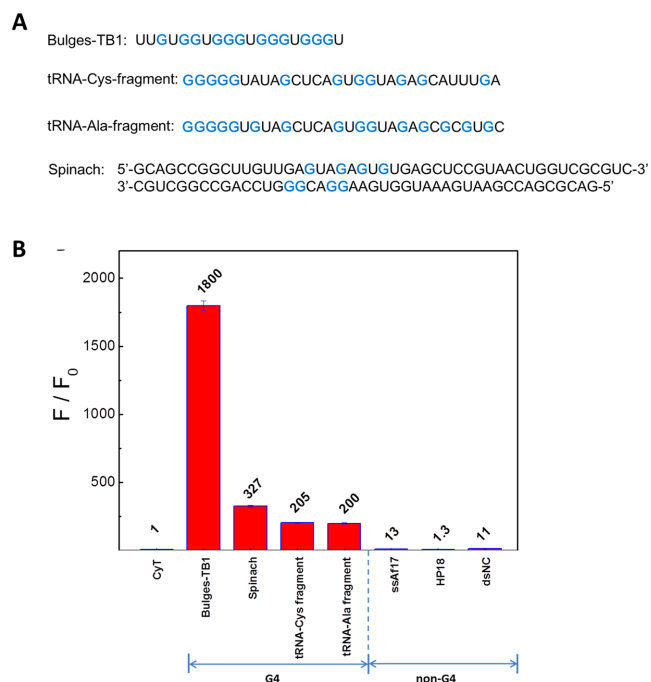 A
Bulges-TB1: UUGUGGUGGGUGGGUGGGU
tRNA-Cys-fragment: GGGGGUAUAGCUCAGUGGUAGAGCAUUUGA
tRNA-Ala-fragment: GGGGGUGUAGCUCAGUGGUAGAGCGCGUGC
Spinach: 5'-GCAGCCGGCUUGUUGAGUAGAGUGUGAGCUCCGUAACUGGUCGCGUC-3'
3'-CGUCGGCCGACCUGGGCAGGAAGUGGUAAAGUAAGCCAGCGCAG-5'
B
2000
1500
1000
500
F / F0
1
1800
327
205
200
13
1.3
11
CyT
Bulges-TB1
Spinach
tRNA-Cys fragment
tRNA-Ala fragment
ssAf17
HP18
dsNC
G4
non-G4